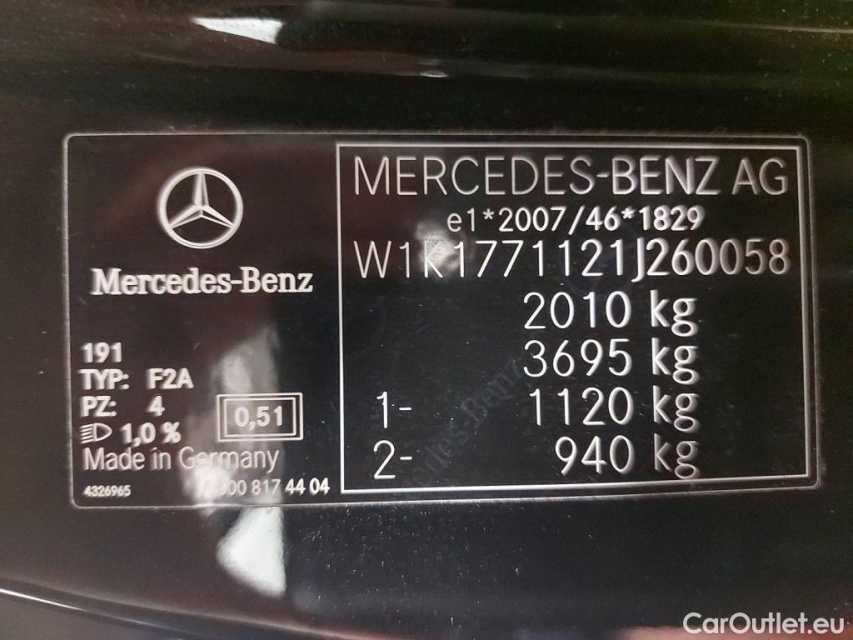 Mercedes-Benz
191
TYP: F2A
PZ: 4
0,51
1,0 %
Made in Germany
4326965
000 817 44 04
MERCEDES-BENZ AG
e1*2007/46*1829
W1K1771121J260058
2010 kg
3695 kg
1- 1120 kg
2- 940 kg
CarOutlet.eu